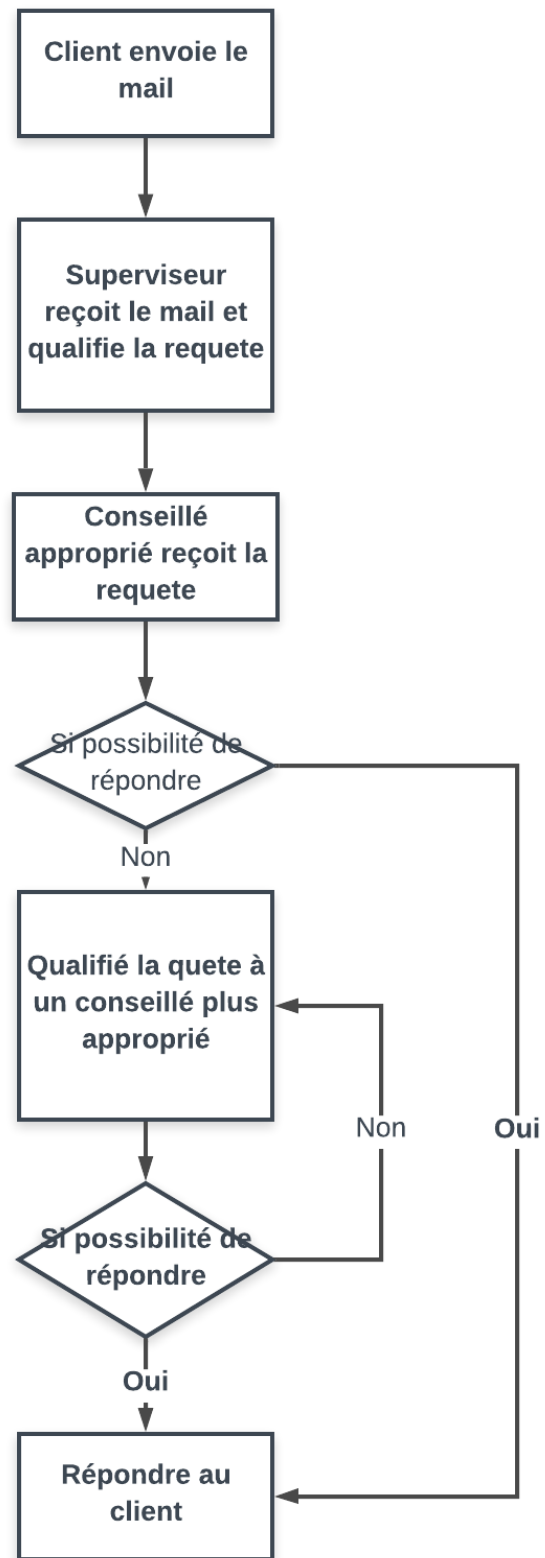 Client envoie le
mail
Superviseur
reçoit le mail et
qualifie la requete
Conseillé
approprié reçoit la
requete
Si possibilité de
répondre
Non
Qualifié la quete à
un conseillé plus
approprié
Non
Oui
Si possibilité de
répondre
Oui
Répondre au
client